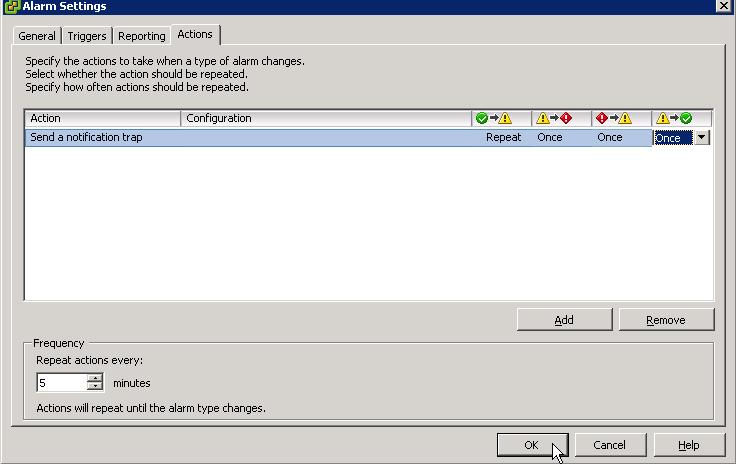 Alarm Settings
General Triggers Reporting Actions
Specify the actions to take when a type of alarm changes.
Select whether the action should be repeated.
Specify how often actions should be repeated.
Action Configuration
Send a notification trap Repeat Once Once Once
Add Remove
Frequency
Repeat actions every:
5 minutes
Actions will repeat until the alarm type changes.
OK Cancel Help